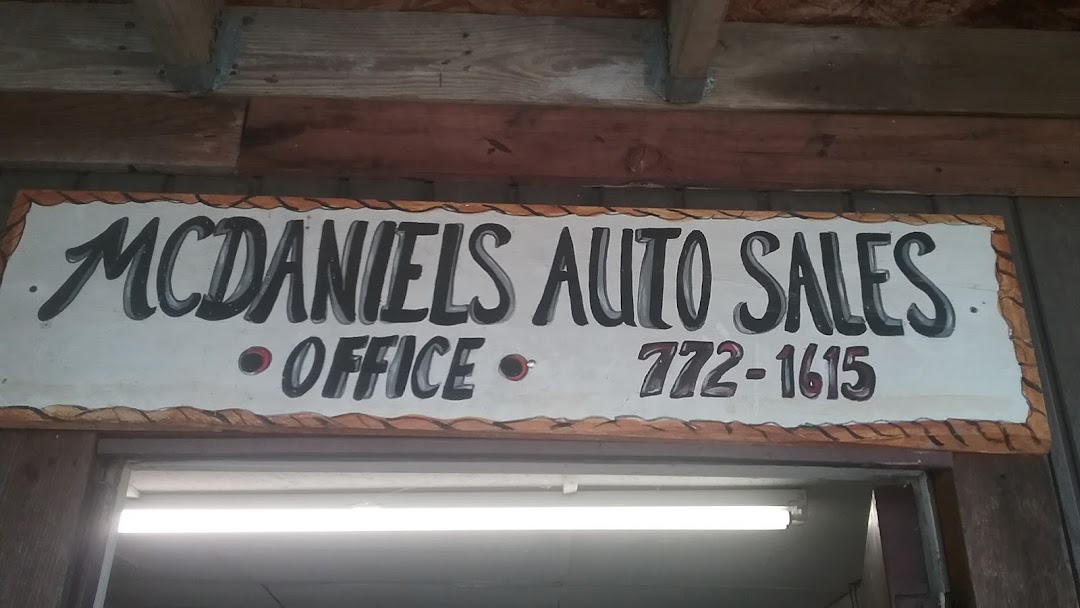 MCDANIELS AUTO SALES
• OFFICE • 772-1615